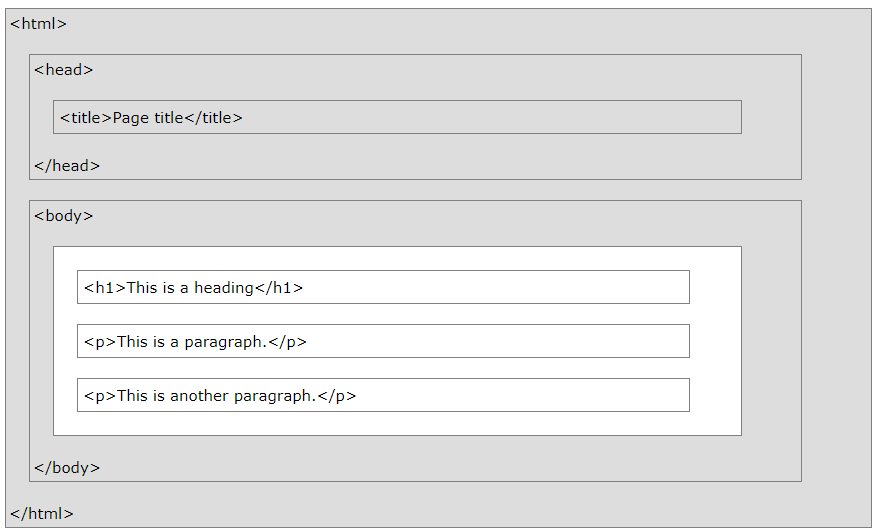 <html>
<head>
<title>Page title</title>
</head>
<body>
<h1>This is a heading</h1>
<p>This is a paragraph.</p>
<p>This is another paragraph.</p>
</body>
</html>